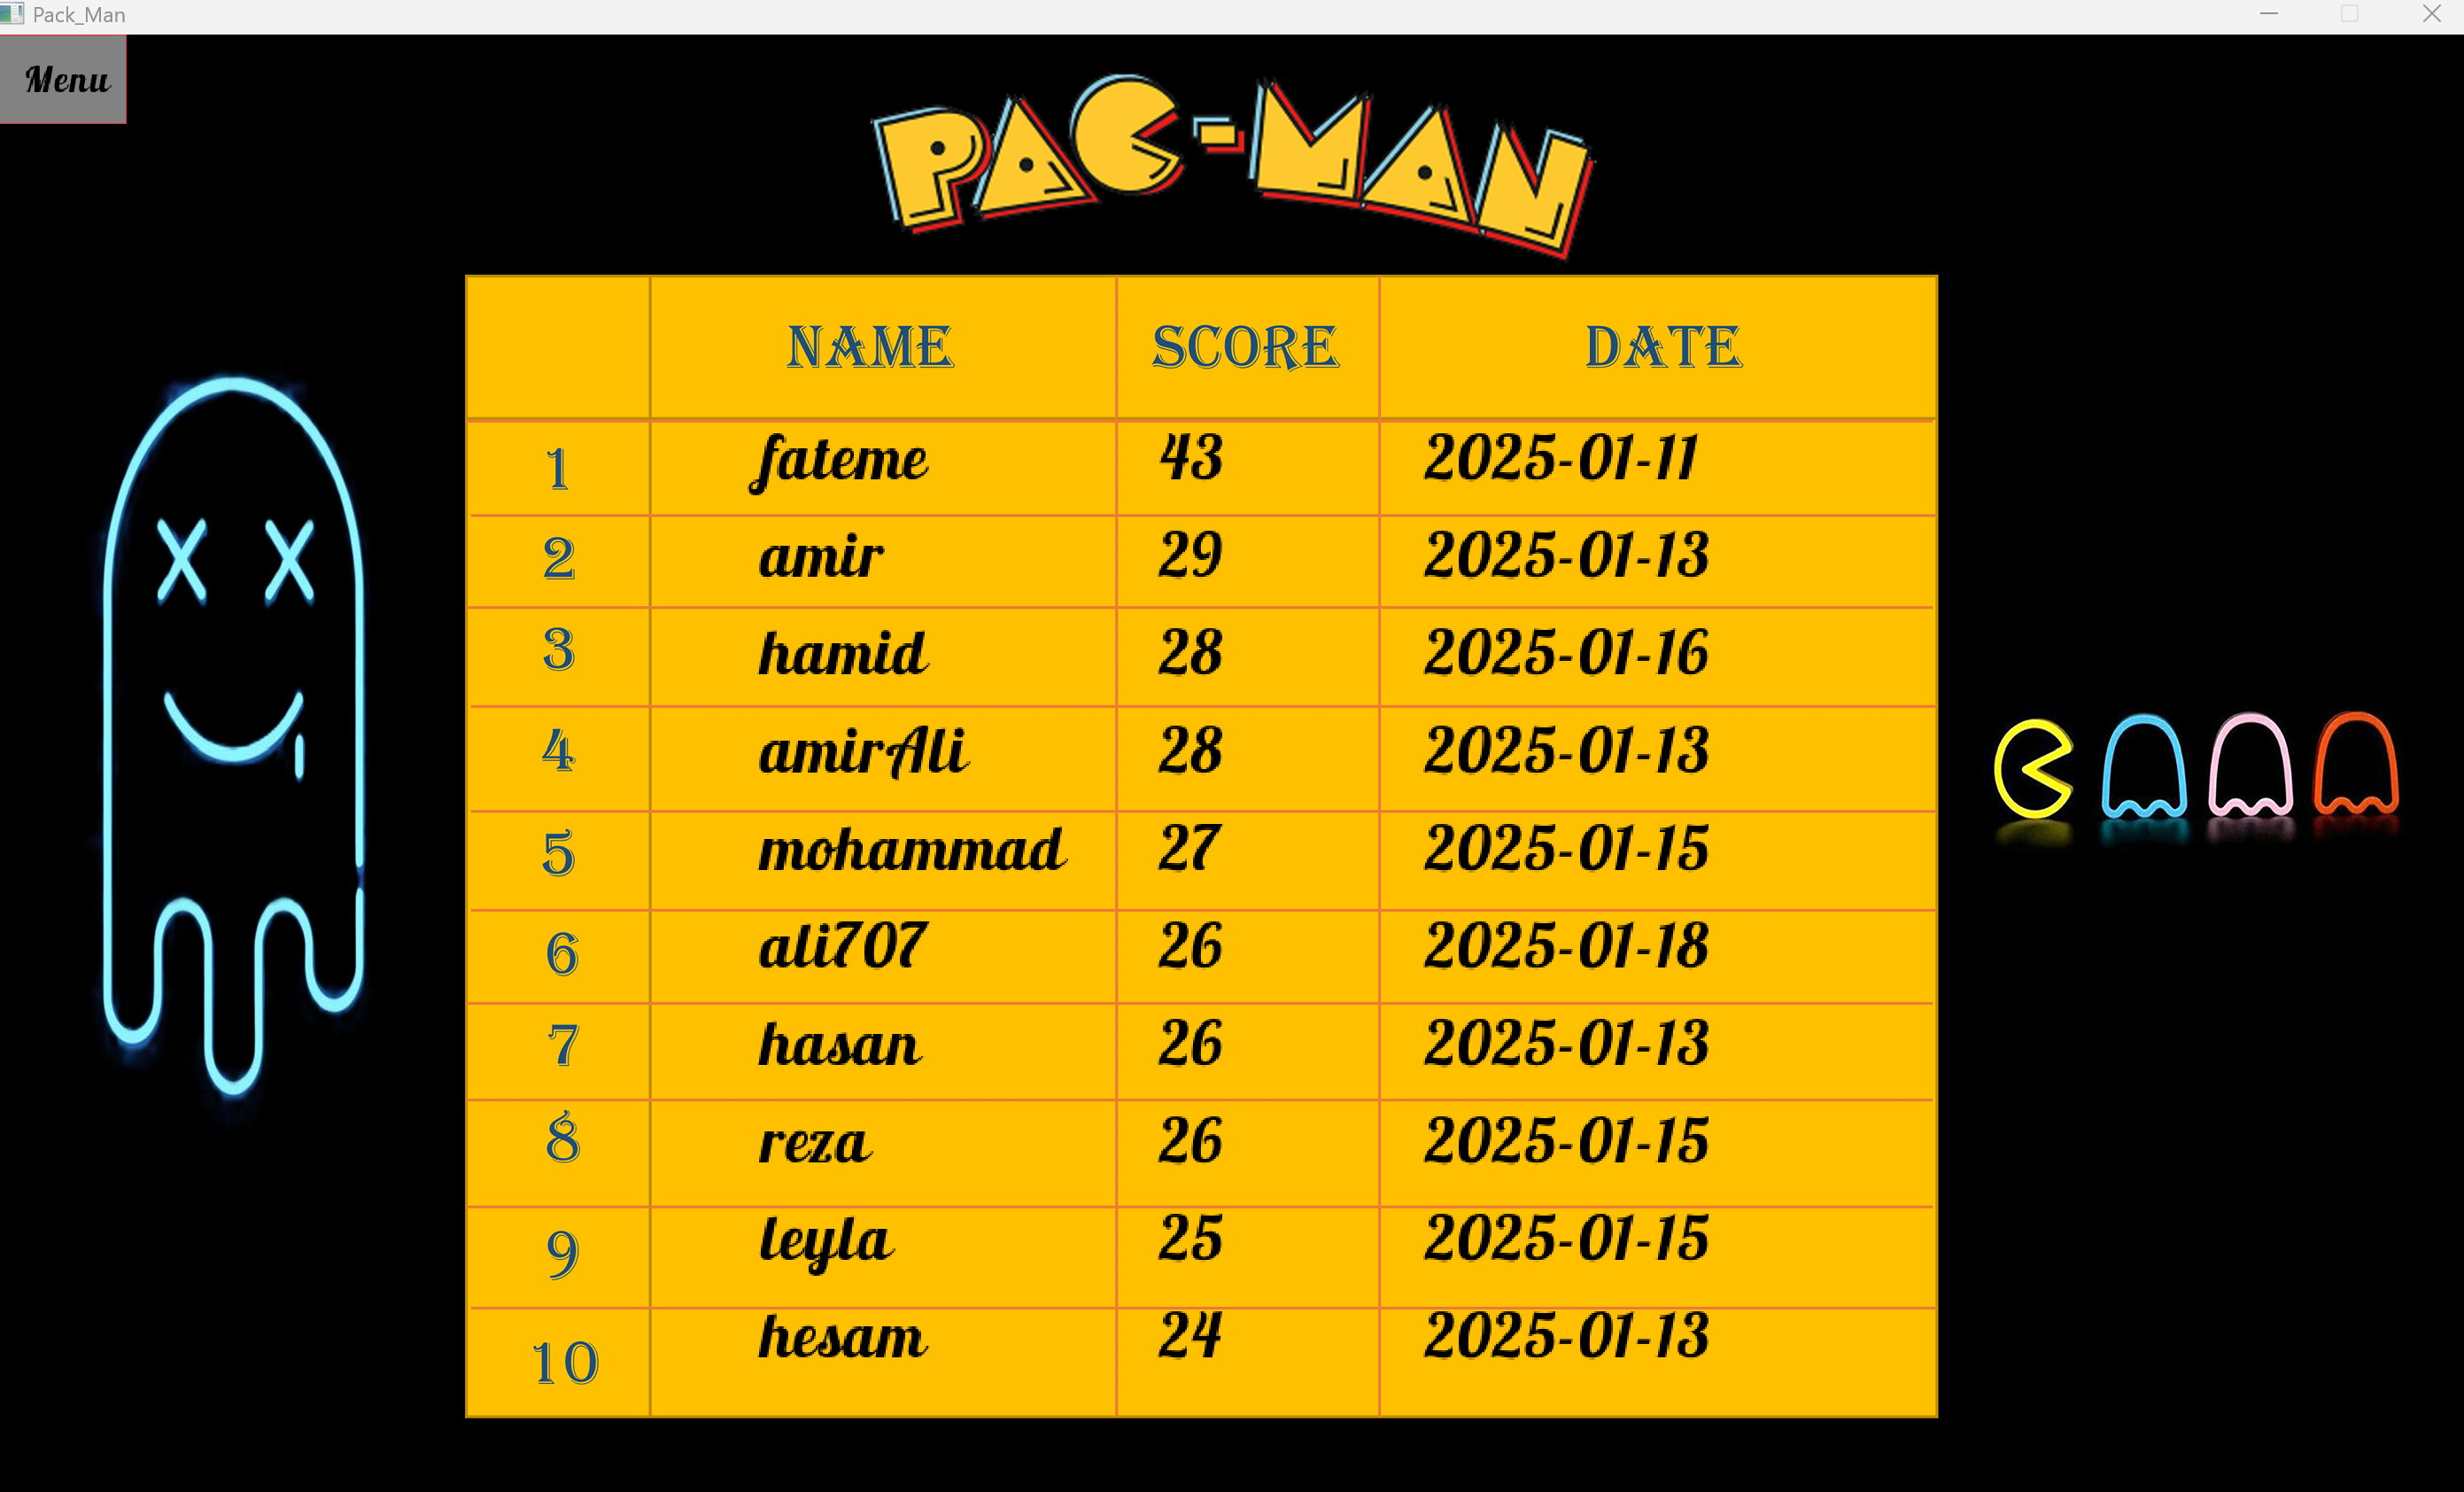 Pack_Man
Menu
PAC-MAN
NAME SCORE DATE
1 fateme 43 2025-01-11
2 amir 29 2025-01-13
3 hamid 28 2025-01-16
4 amirAli 28 2025-01-13
5 mohammad 27 2025-01-15
6 ali707 26 2025-01-18
7 hasan 26 2025-01-13
8 reza 26 2025-01-15
9 leyla 25 2025-01-15
10 hesam 24 2025-01-13